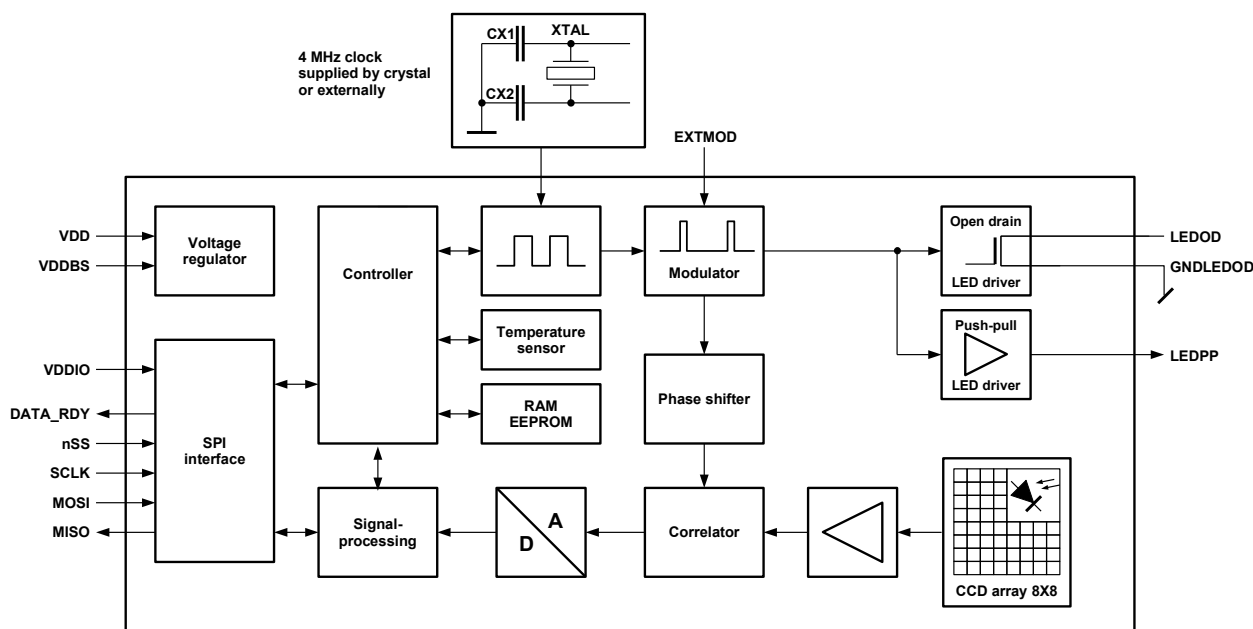 CX1
XTAL
4 MHz clock
supplied by crystal
or externally
CX2
EXTMOD
VDD
VDDBS
Voltage
regulator
Controller
Modulator
Open drain
LED driver
LEDOD
GNDLEDOD
Temperature
sensor
Push-pull
LED driver
LEDPP
VDDIO
DATA_RDY
nSS
SCLK
MOSI
MISO
SPI
interface
RAM
EEPROM
Phase shifter
Signal-
processing
A
D
Correlator
CCD array 8X8